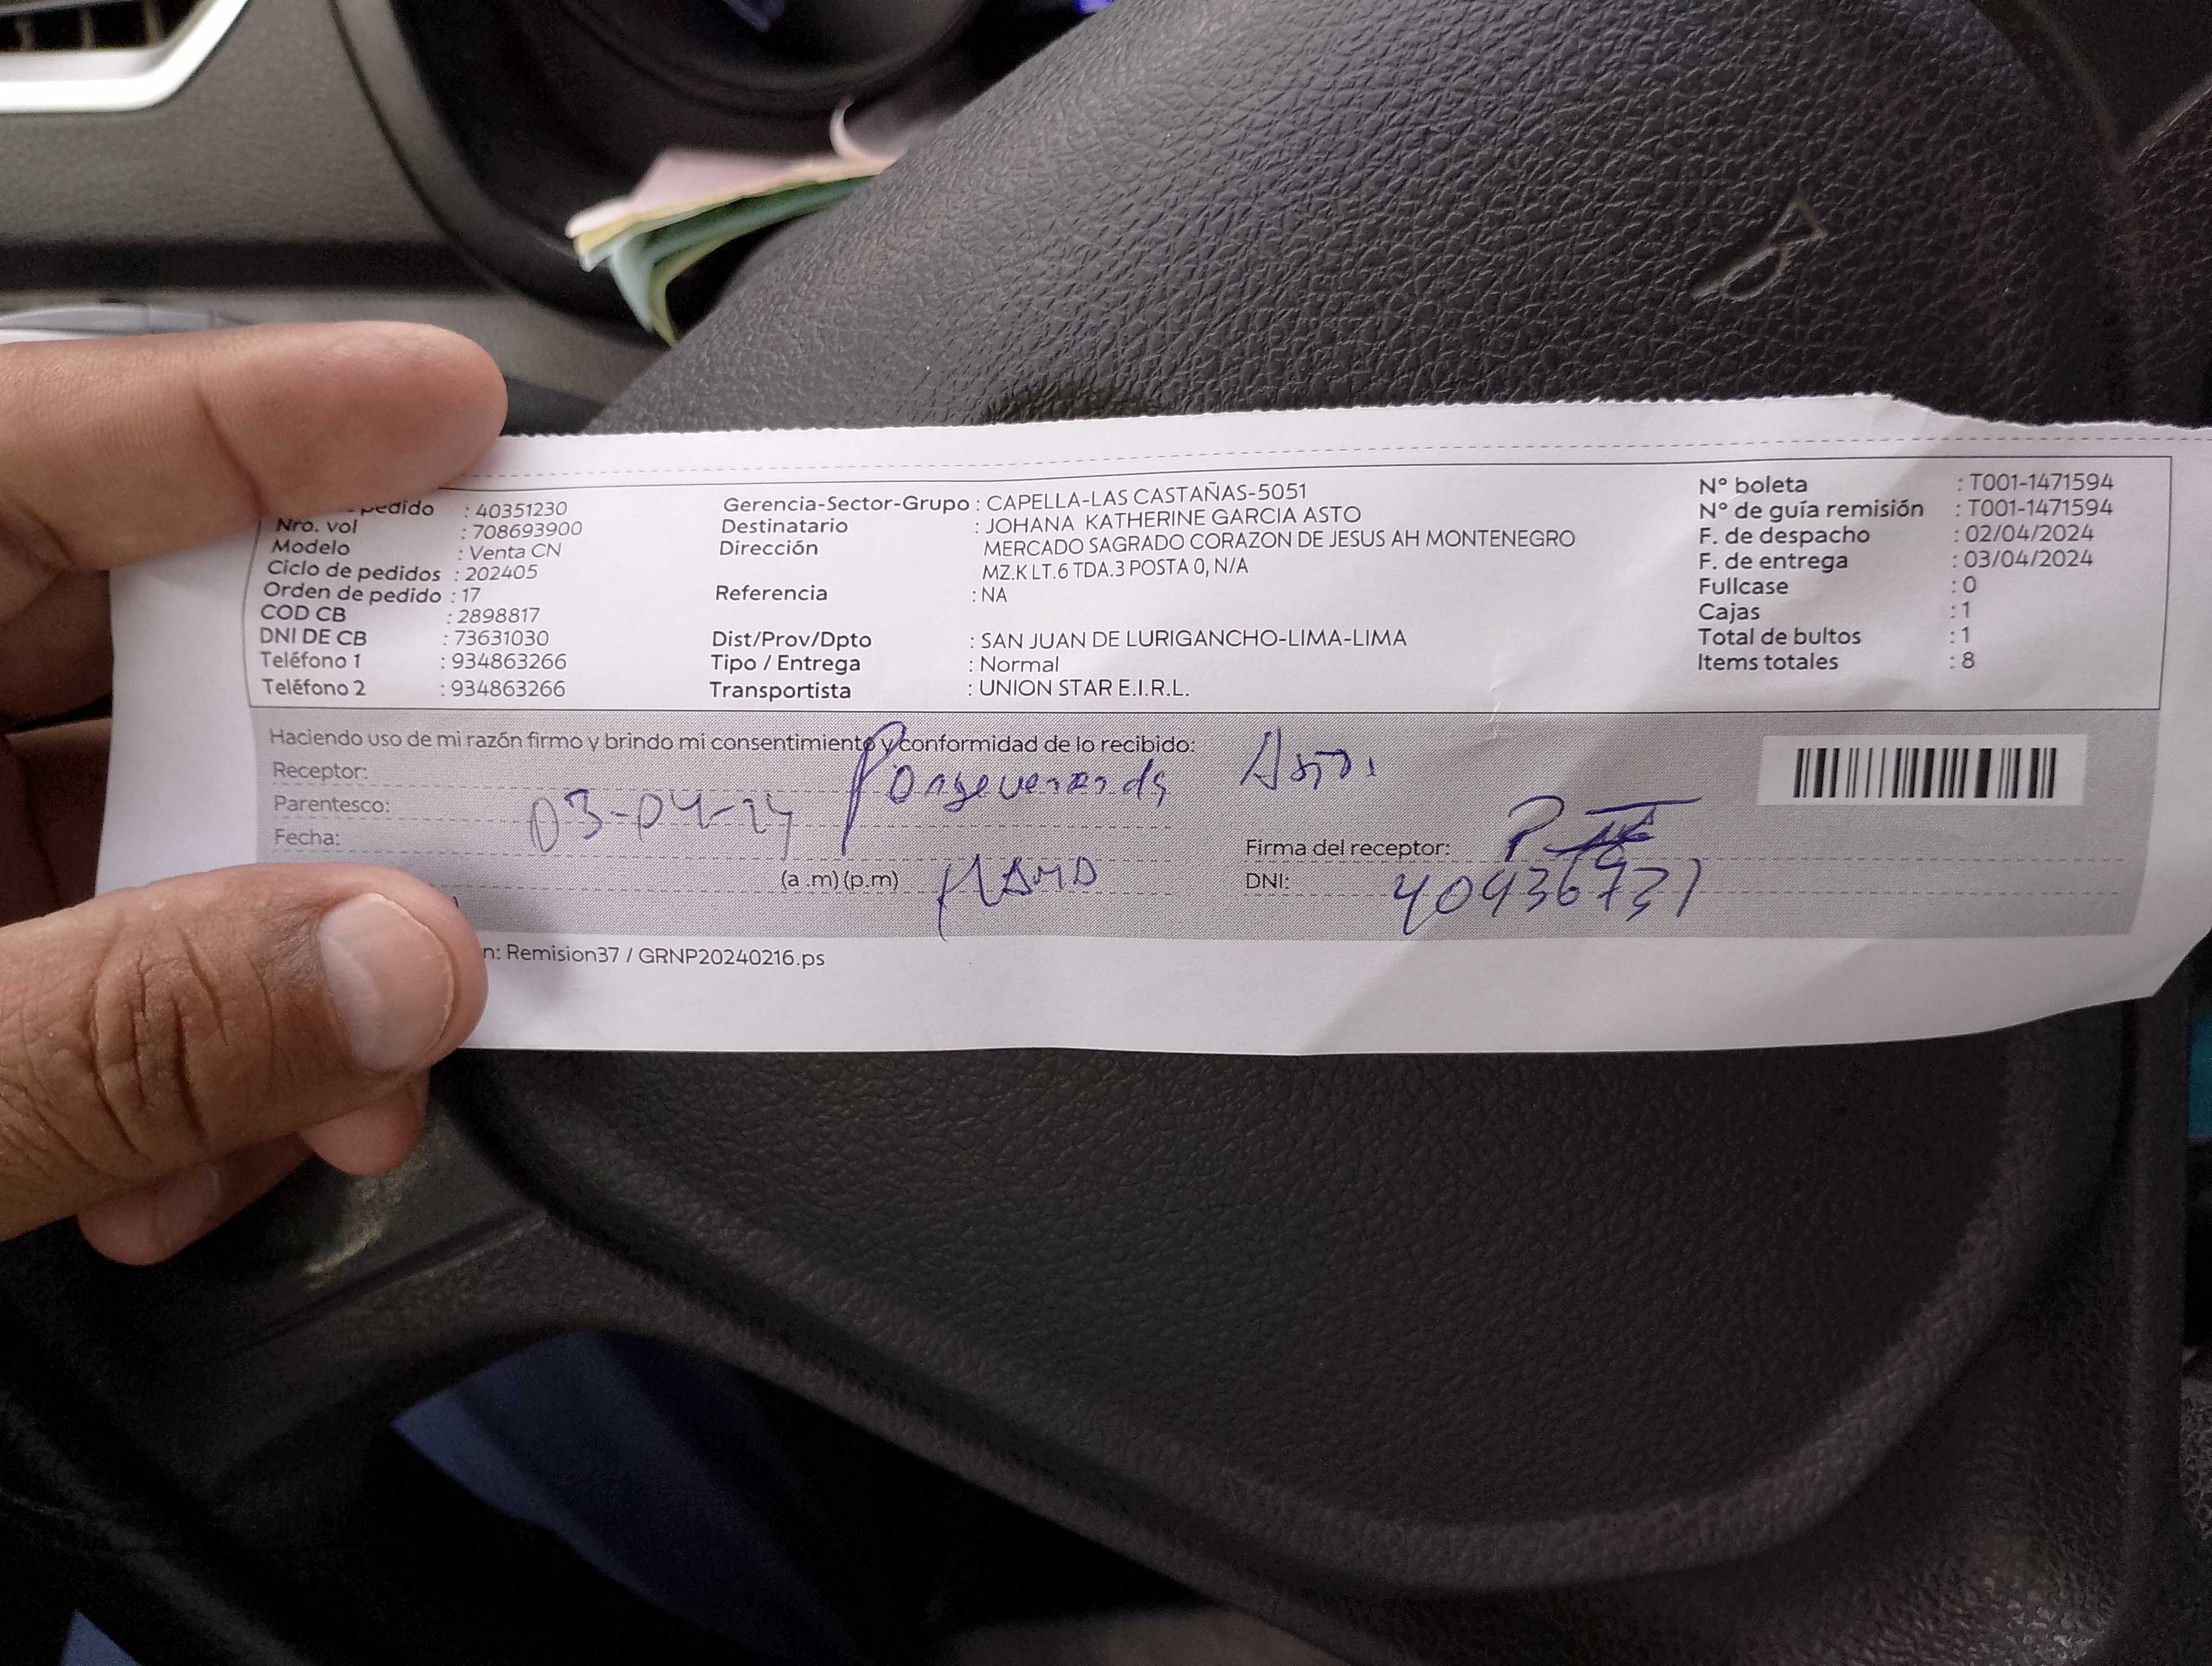 pedido : 40351230
Nro. vol : 708693900
Modelo : Venta CN
Ciclo de pedidos : 202405
Orden de pedido : 17
COD CB : 2898817
DNI DE CB : 73631030
Teléfono 1 : 934863266
Teléfono 2 : 934863266
Gerencia-Sector-Grupo : CAPELLA-LAS CASTAÑAS-5051
Destinatario : JOHANA KATHERINE GARCIA ASTO
Dirección MERCADO SAGRADO CORAZON DE JESUS AH MONTENEGRO
MZ.K LT.6 TDA.3 POSTA 0, N/A
Referencia : NA
Dist/Prov/Dpto : SAN JUAN DE LURIGANCHO-LIMA-LIMA
Tipo / Entrega : Normal
Transportista : UNION STAR E.I.R.L.
N° boleta : T001-1471594
N° de guía remisión : T001-1471594
F. de despacho : 02/04/2024
F. de entrega : 03/04/2024
Fullcase : 0
Cajas : 1
Total de bultos : 1
Items totales : 8
Haciendo uso de mi razón firmo y brindo mi consentimiento y conformidad de lo recibido:
Receptor: Asto.
Parentesco:
Fecha: 03-04-24
(a .m) (p.m)
Firma del receptor:
DNI: 40936731
n: Remision37 / GRNP20240216.ps